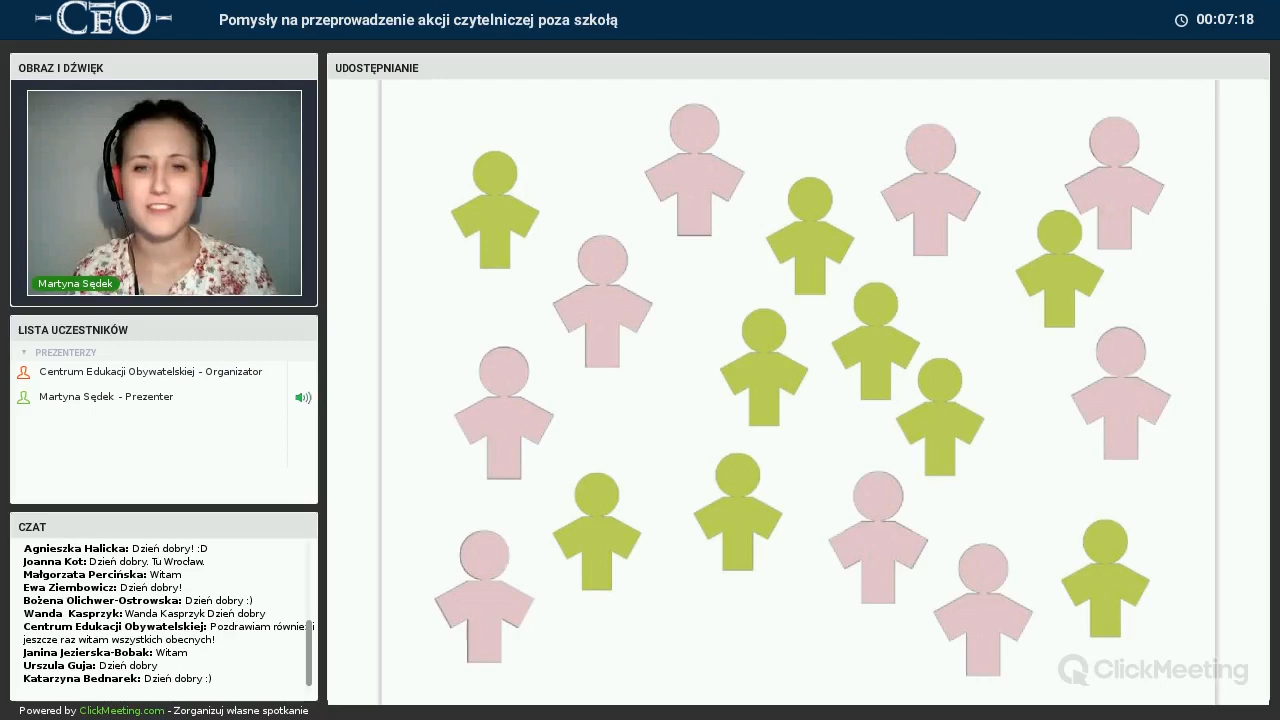 CEO
Pomysły na przeprowadzenie akcji czytelniczej poza szkołą
00:07:18
OBRAZ I DŹWIĘK
Martyna Sędek
LISTA UCZESTNIKÓW
PREZENTERZY
Centrum Edukacji Obywatelskiej - Organizator
Martyna Sędek - Prezenter
CZAT
Agnieszka Halicka: Dzień dobry! :D
Joanna Kot: Dzień dobry. Tu Wrocław.
Małgorzata Percińska: Witam
Ewa Ziembowicz: Dzień dobry!
Bożena Olichwer-Ostrowska: Dzień dobry :)
Wanda Kasprzyk: Wanda Kasprzyk Dzień dobry
Centrum Edukacji Obywatelskiej: Pozdrawiam również i
jeszcze raz witam wszystkich obecnych!
Janina Jezierska-Bobak: Witam
Urszula Guja: Dzień dobry
Katarzyna Bednarek: Dzień dobry :)
Powered by ClickMeeting.com - Zorganizuj własne spotkanie
UDOSTĘPNIANIE
ClickMeeting